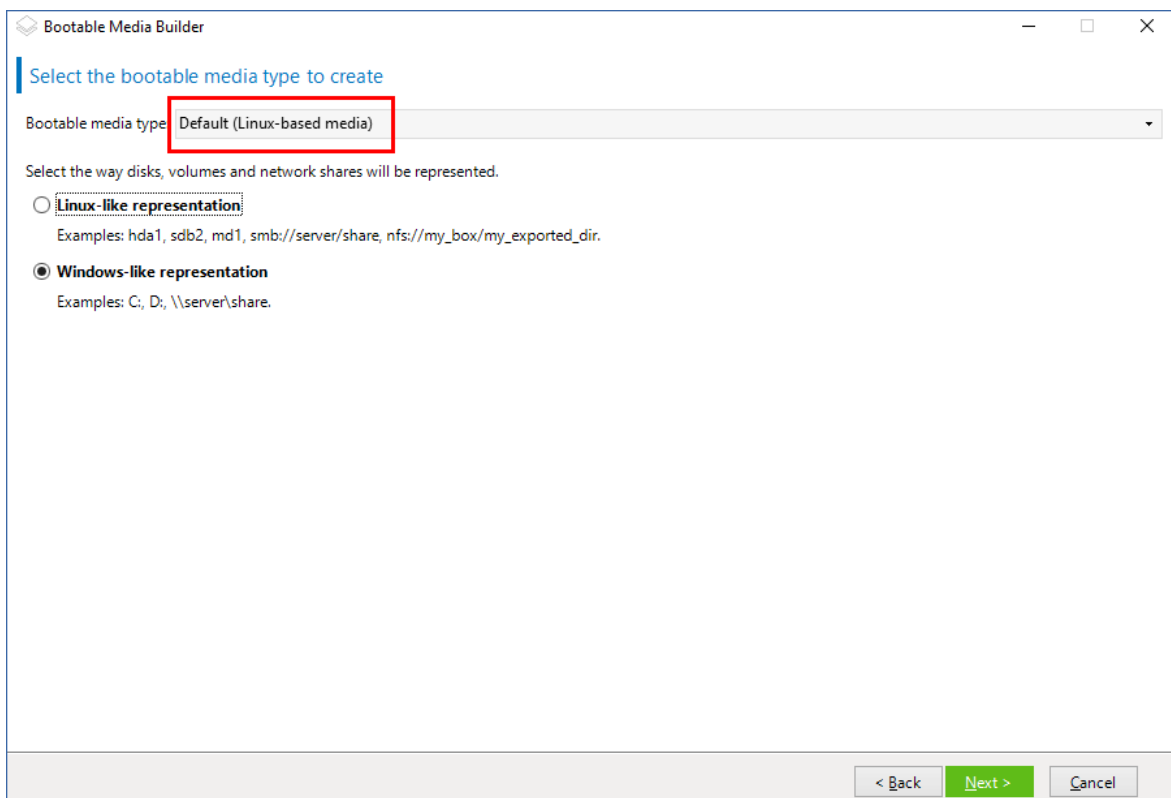 Bootable Media Builder
Select the bootable media type to create
Bootable media type: Default (Linux-based media)
Select the way disks, volumes and network shares will be represented.
Linux-like representation
Examples: hda1, sdb2, md1, smb://server/share, nfs://my_box/my_exported_dir.
Windows-like representation
Examples: C:, D:, \\server\share.
< Back Next > Cancel